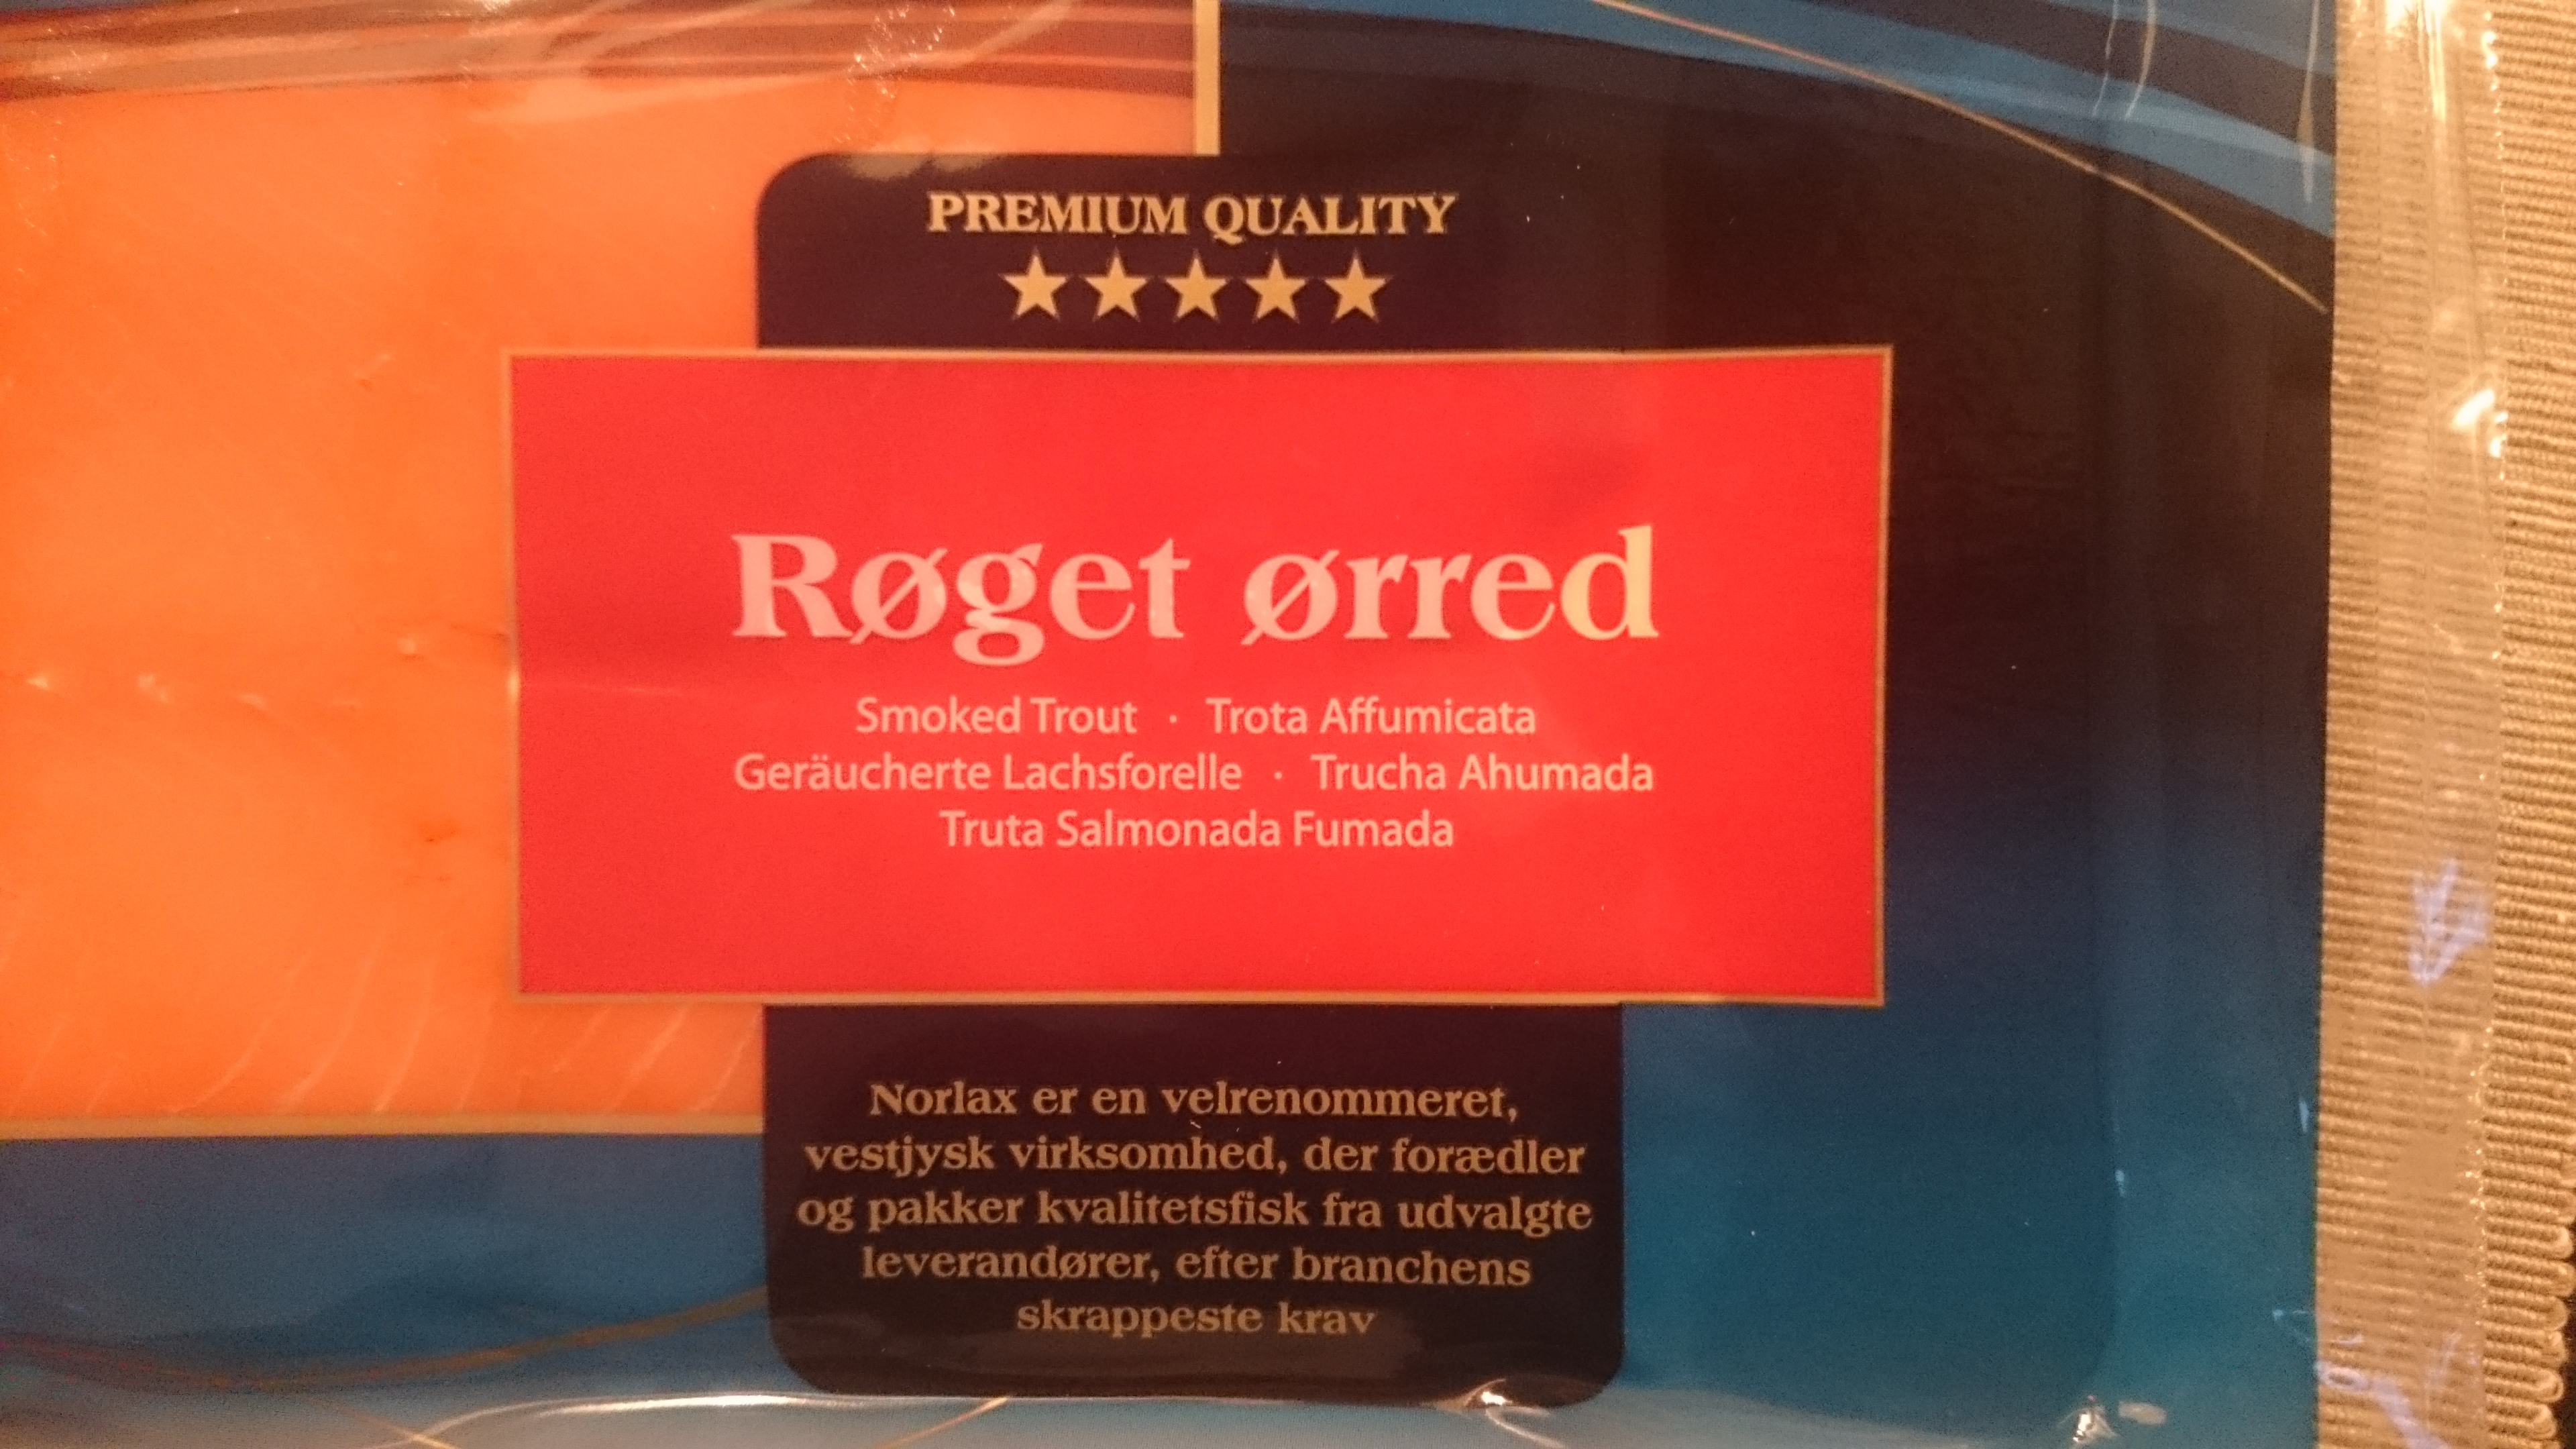 PREMIUM QUALITY
Røget ørred
Smoked Trout · Trota Affumicata
Geräucherte Lachsforelle · Trucha Ahumada
Truta Salmonada Fumada
Norlax er en velrenommeret,
vestjysk virksomhed, der forædler
og pakker kvalitetsfisk fra udvalgte
leverandører, efter branchens
skrappeste krav